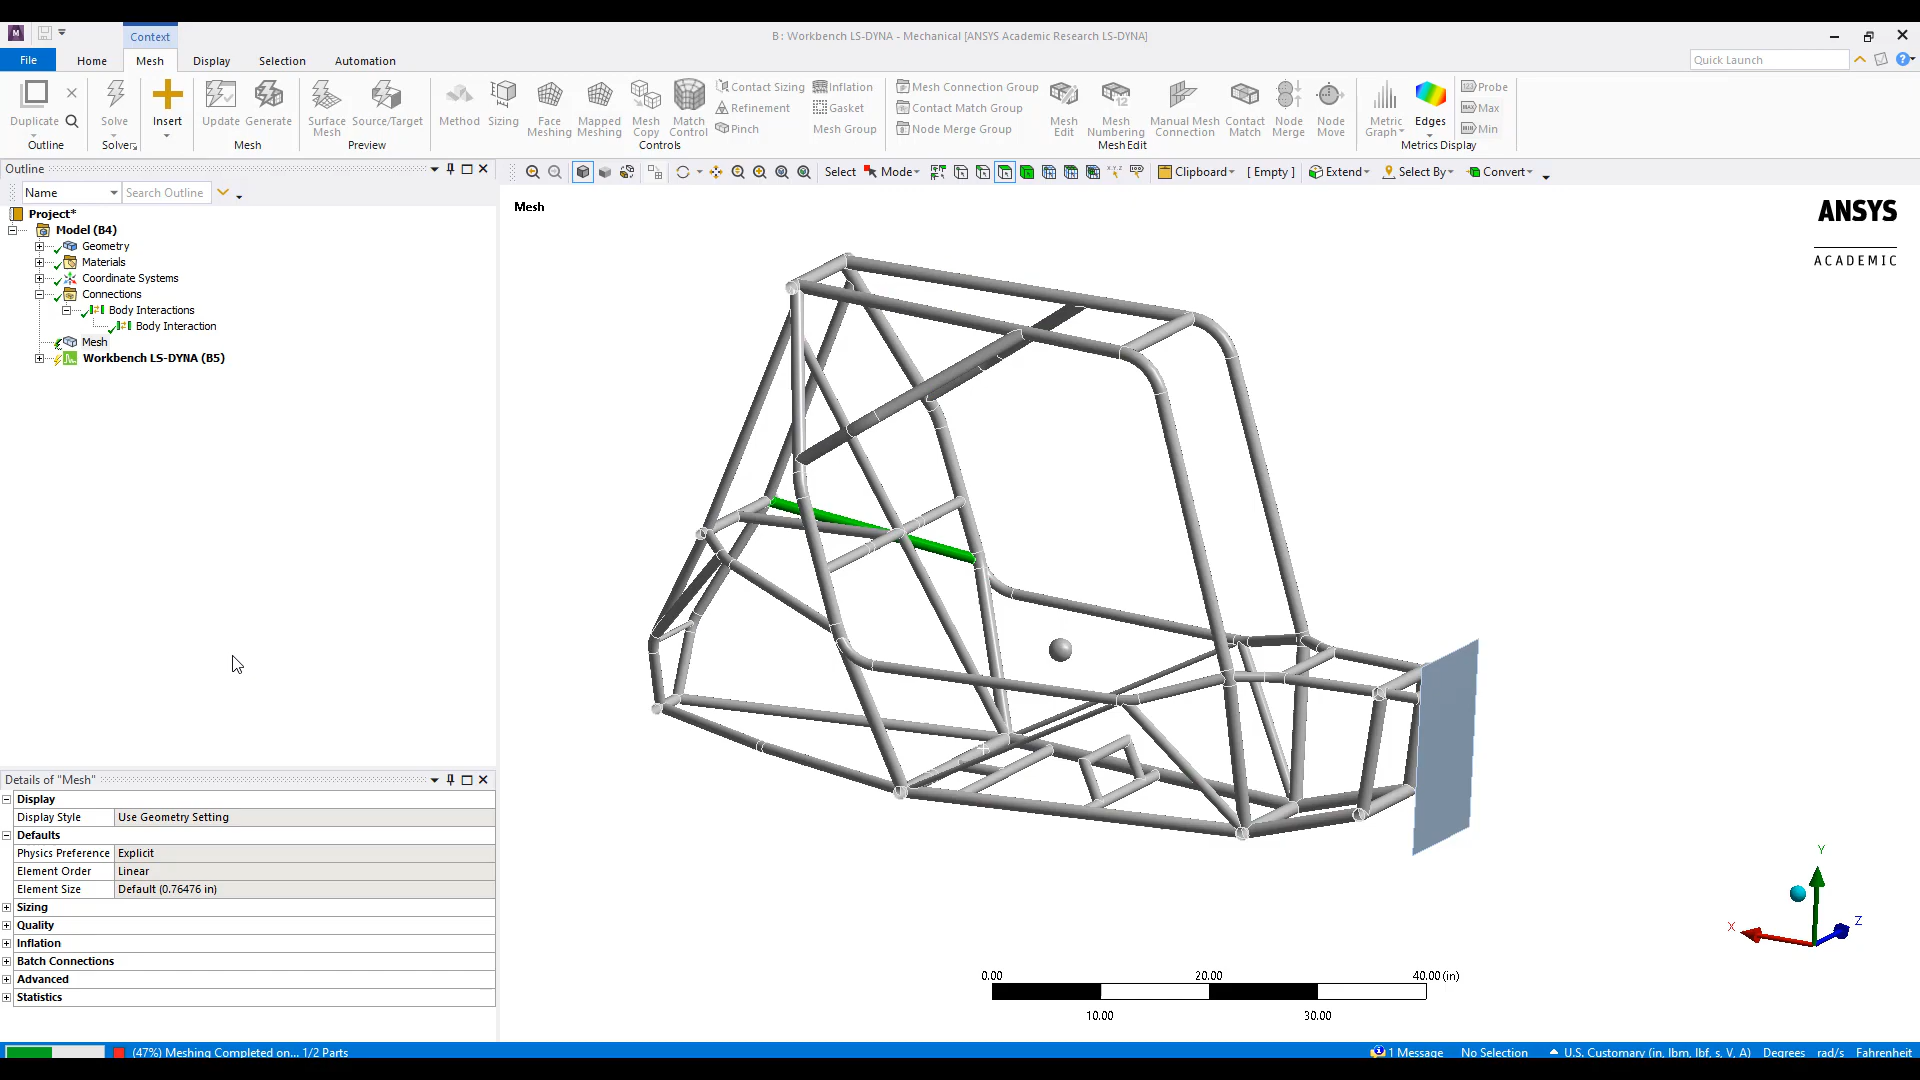 Context
B: Workbench LS-DYNA - Mechanical [ANSYS Academic Research LS-DYNA]
File Home Mesh Display Selection Automation
Quick Launch
Duplicate
Outline
Solve
Solver
Insert
Update Generate
Mesh
Surface Mesh
Source/Target
Preview
Method Sizing
Face Meshing
Mapped Meshing
Mesh Copy
Match Control
Contact Sizing
Refinement
Pinch
Inflation
Gasket
Mesh Group
Controls
Mesh Connection Group
Contact Match Group
Node Merge Group
Mesh Edit
Mesh Numbering
Manual Mesh Connection
Contact Match
Node Merge
Node Move
Mesh Edit
Metric Graph
Edges
Probe
Max
Min
Metrics Display
Outline
Name
Search Outline
Select Mode Clipboard [ Empty ] Extend Select By Convert
Project*
Model (B4)
Geometry
Materials
Coordinate Systems
Connections
Body Interactions
Body Interaction
Mesh
Workbench LS-DYNA (B5)
Mesh
ANSYS
ACADEMIC
Details of "Mesh"
Display
Display Style Use Geometry Setting
Defaults
Physics Preference Explicit
Element Order Linear
Element Size Default (0.76476 in)
Sizing
Quality
Inflation
Batch Connections
Advanced
Statistics
Y
X
Z
0.00 20.00 40.00 (in)
10.00 30.00
(47%) Meshing Completed on... 1/2 Parts
1 Message No Selection U.S. Customary (in, lbm, lbf, s, V, A) Degrees rad/s Fahrenheit